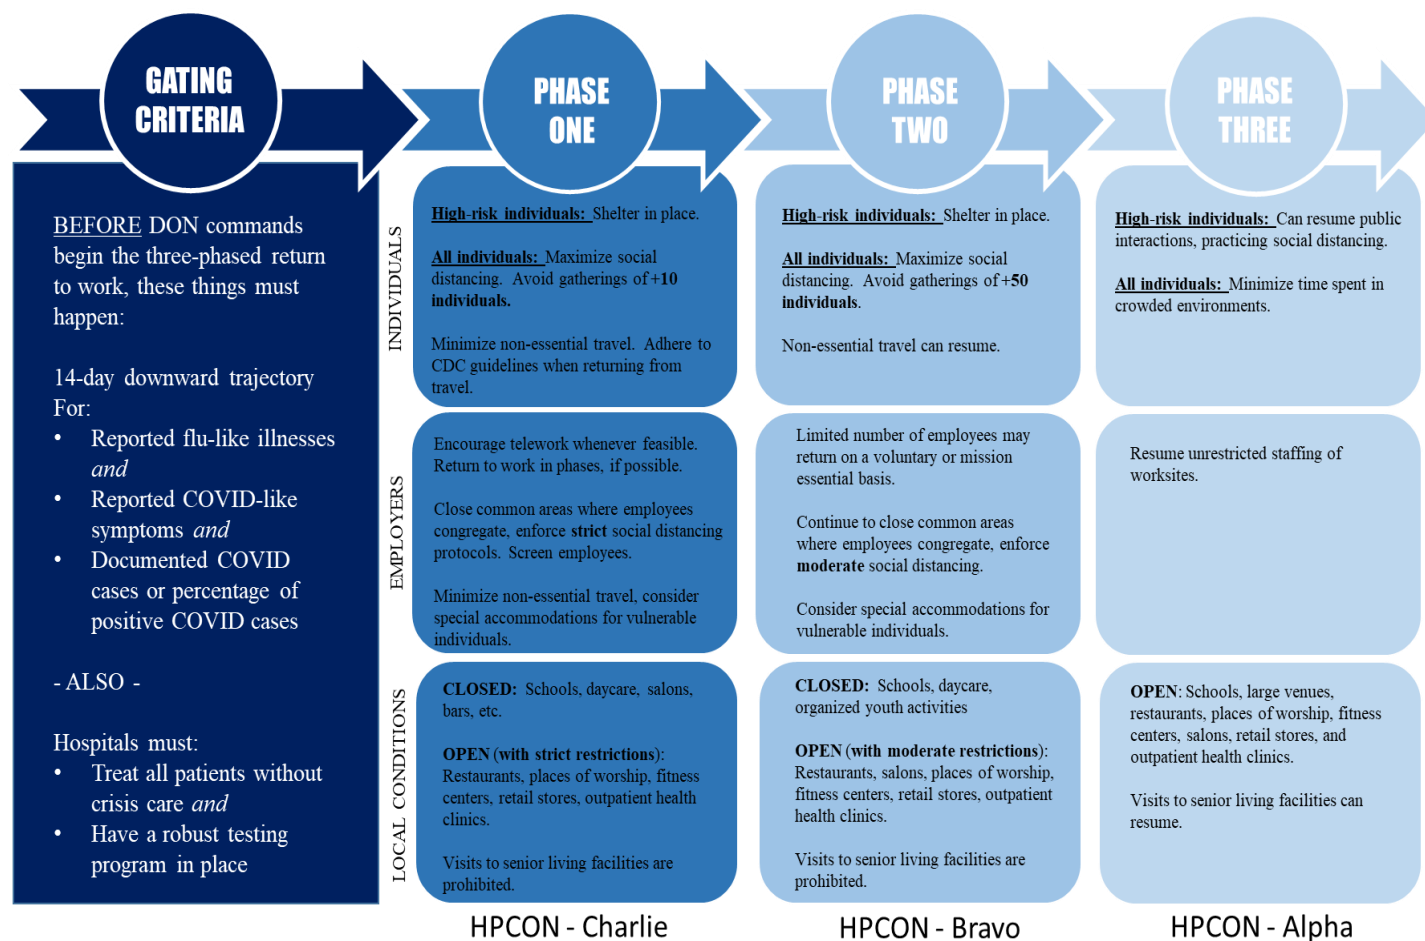 GATING
CRITERIA
PHASE
ONE
PHASE
TWO
PHASE
THREE
BEFORE DON commands
begin the three-phased return
to work, these things must
happen:
14-day downward trajectory
For:
• Reported flu-like illnesses
and
• Reported COVID-like
symptoms and
• Documented COVID
cases or percentage of
positive COVID cases
- ALSO -
Hospitals must:
• Treat all patients without
crisis care and
• Have a robust testing
program in place
INDIVIDUALS
High-risk individuals: Shelter in place.
All individuals: Maximize social
distancing. Avoid gatherings of +10
individuals.
Minimize non-essential travel. Adhere to
CDC guidelines when returning from
travel.
High-risk individuals: Shelter in place.
All individuals: Maximize social
distancing. Avoid gatherings of +50
individuals.
Non-essential travel can resume.
High-risk individuals: Can resume public
interactions, practicing social distancing.
All individuals: Minimize time spent in
crowded environments.
EMPLOYERS
Encourage telework whenever feasible.
Return to work in phases, if possible.
Close common areas where employees
congregate, enforce strict social distancing
protocols. Screen employees.
Minimize non-essential travel, consider
special accommodations for vulnerable
individuals.
Limited number of employees may
return on a voluntary or mission
essential basis.
Continue to close common areas
where employees congregate, enforce
moderate social distancing.
Consider special accommodations for
vulnerable individuals.
Resume unrestricted staffing of
worksites.
LOCAL CONDITIONS
CLOSED: Schools, daycare, salons,
bars, etc.
OPEN (with strict restrictions):
Restaurants, places of worship, fitness
centers, retail stores, outpatient health
clinics.
Visits to senior living facilities are
prohibited.
CLOSED: Schools, daycare,
organized youth activities
OPEN (with moderate restrictions):
Restaurants, salons, places of worship,
fitness centers, retail stores, outpatient
health clinics.
Visits to senior living facilities are
prohibited.
OPEN: Schools, large venues,
restaurants, places of worship, fitness
centers, salons, retail stores, and
outpatient health clinics.
Visits to senior living facilities can
resume.
HPCON - Charlie
HPCON - Bravo
HPCON - Alpha